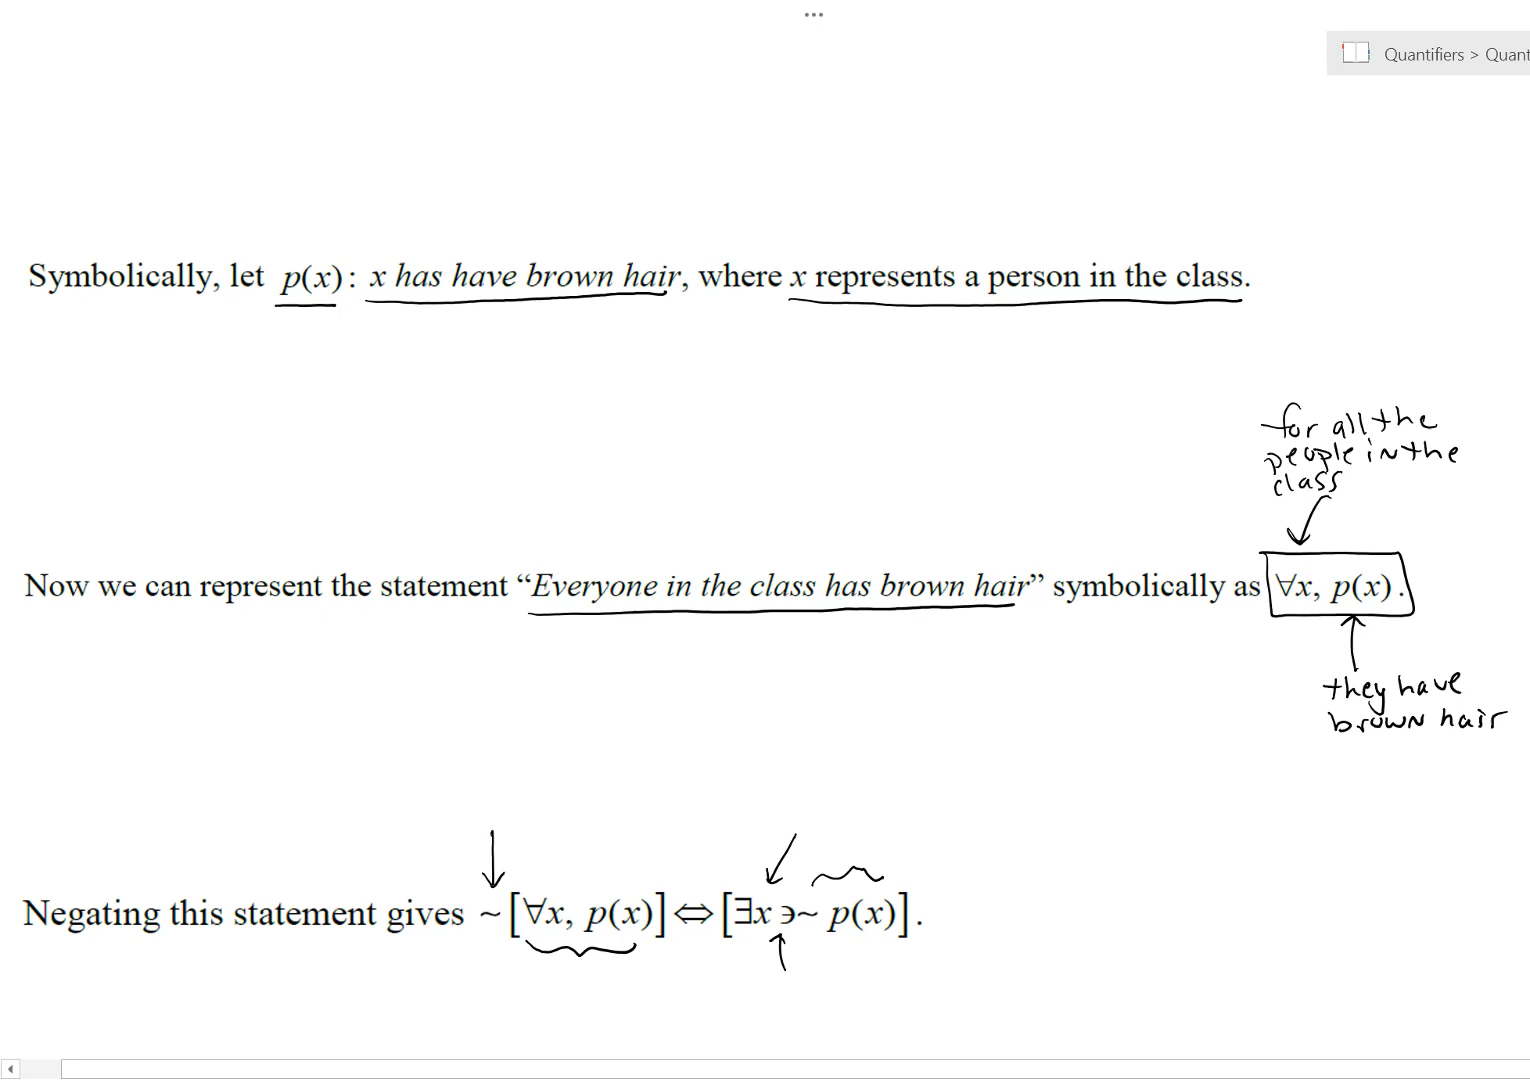 ...
Quantifiers > Quant
Symbolically, let p(x): x has have brown hair, where x represents a person in the class.
for all the
people in the
class
Now we can represent the statement “Everyone in the class has brown hair” symbolically as ∀x, p(x).
they have
brown hair
Negating this statement gives ~[∀x, p(x)]⇔[∃x ∋~ p(x)].